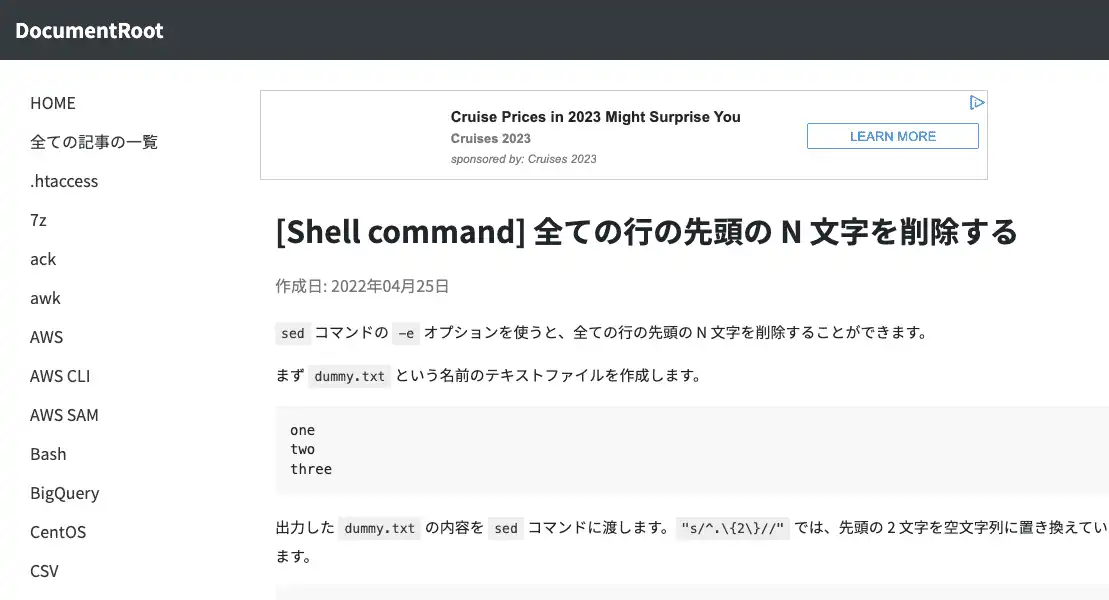 DocumentRoot
HOME
全ての記事の一覧
.htaccess
7z
ack
awk
AWS
AWS CLI
AWS SAM
Bash
BigQuery
CentOS
CSV
Cruise Prices in 2023 Might Surprise You
Cruises 2023
sponsored by: Cruises 2023
LEARN MORE
[Shell command] 全ての行の先頭の N 文字を削除する
作成日: 2022年04月25日
sed コマンドの -e オプションを使うと、全ての行の先頭の N 文字を削除することができます。
まず dummy.txt という名前のテキストファイルを作成します。
one
two
three
出力した dummy.txt の内容を sed コマンドに渡します。 "s/^.\{2\}//" では、先頭の 2 文字を空文字列に置き換えてい
ます。